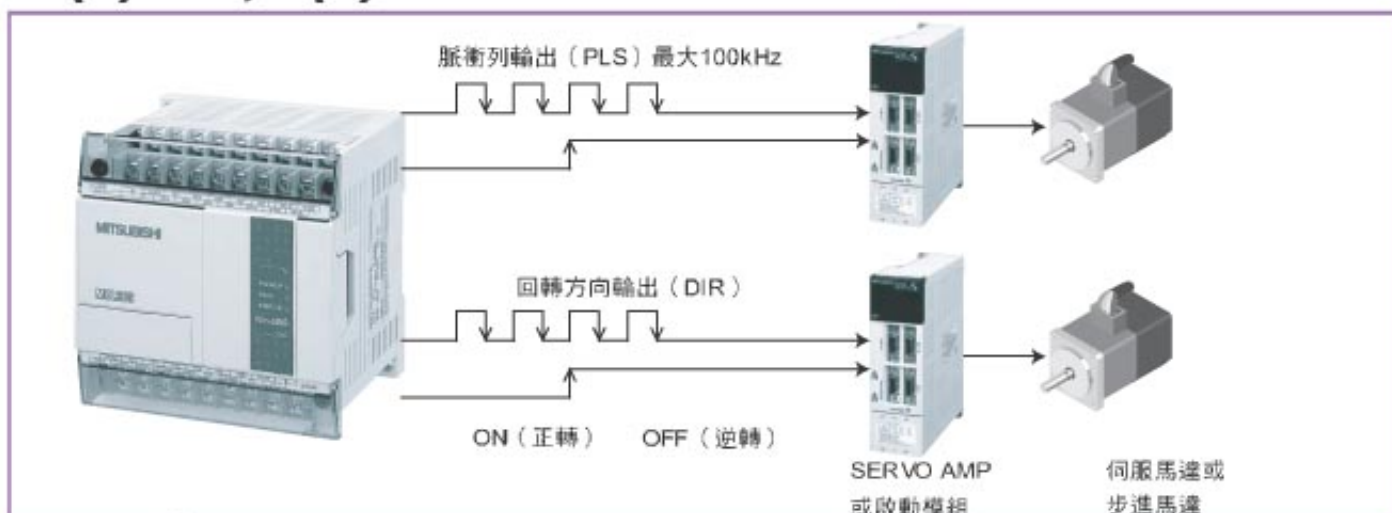 脈衝列輸出（PLS）最大100kHz
MITSUBISHI
回轉方向輸出（DIR）
ON（正轉） OFF（逆轉）
SERVO AMP
或啟動模組
伺服馬達或
步進馬達